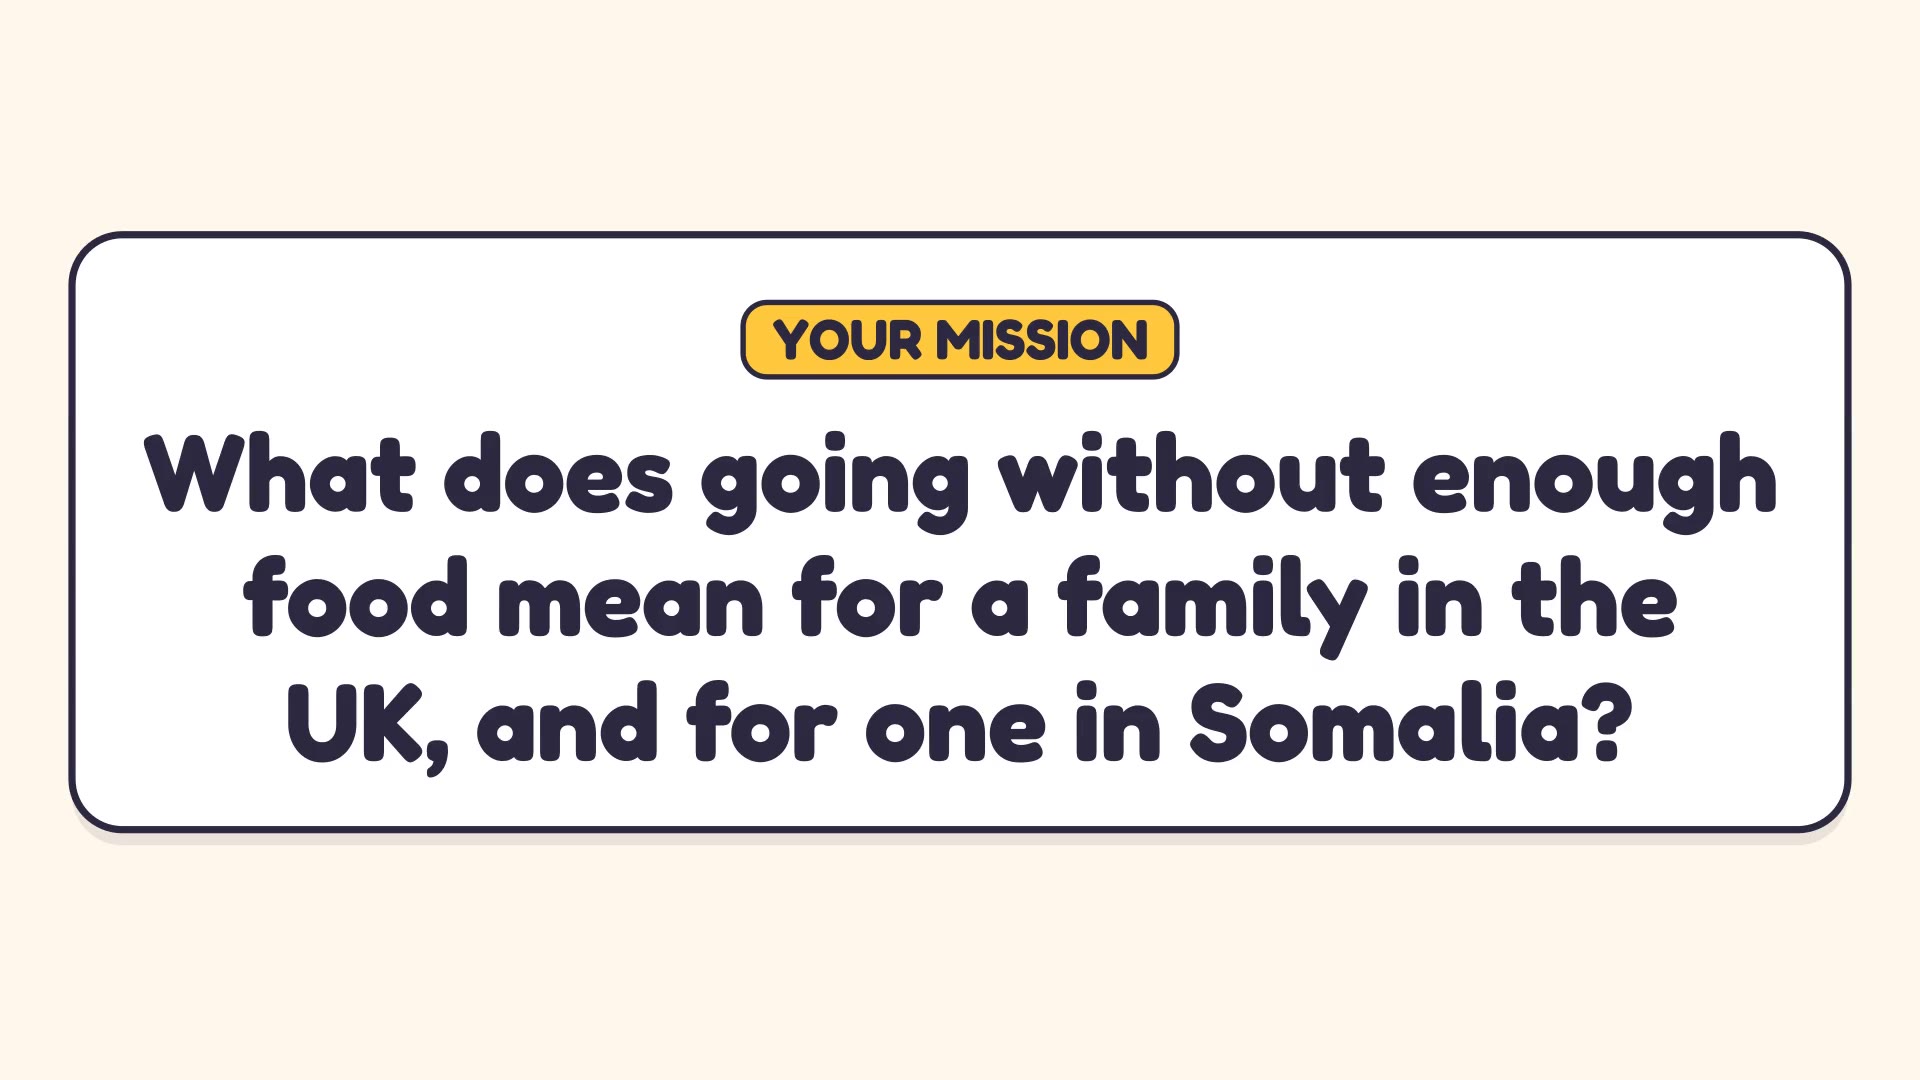 YOUR MISSION
What does going without enough
food mean for a family in the
UK, and for one in Somalia?